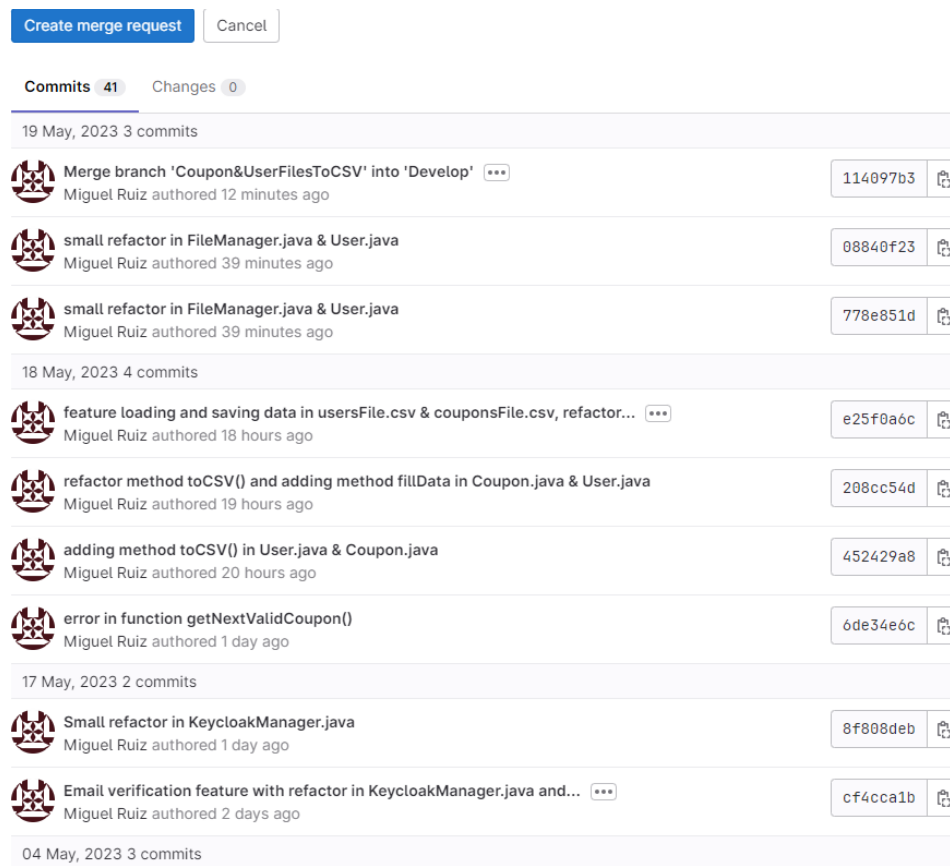 Create merge request Cancel
Commits 41 Changes 0
19 May, 2023 3 commits
Merge branch 'Coupon&UserFilesToCSV' into 'Develop'
Miguel Ruiz authored 12 minutes ago
114097b3
small refactor in FileManager.java & User.java
Miguel Ruiz authored 39 minutes ago
08840f23
small refactor in FileManager.java & User.java
Miguel Ruiz authored 39 minutes ago
778e851d
18 May, 2023 4 commits
feature loading and saving data in usersFile.csv & couponsFile.csv, refactor...
Miguel Ruiz authored 18 hours ago
e25f0a6c
refactor method toCSV() and adding method fillData in Coupon.java & User.java
Miguel Ruiz authored 19 hours ago
208cc54d
adding method toCSV() in User.java & Coupon.java
Miguel Ruiz authored 20 hours ago
452429a8
error in function getNextValidCoupon()
Miguel Ruiz authored 1 day ago
6de34e6c
17 May, 2023 2 commits
Small refactor in KeycloakManager.java
Miguel Ruiz authored 1 day ago
8f808deb
Email verification feature with refactor in KeycloakManager.java and...
Miguel Ruiz authored 2 days ago
cf4cca1b
04 May, 2023 3 commits